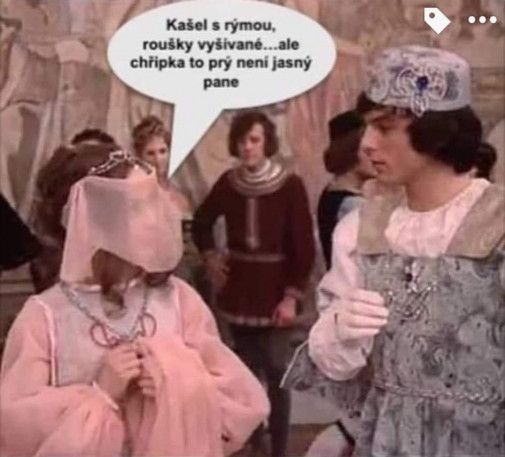 Kašel s rýmou,
roušky vyšívané...ale
chřipka to prý není jasný
pane